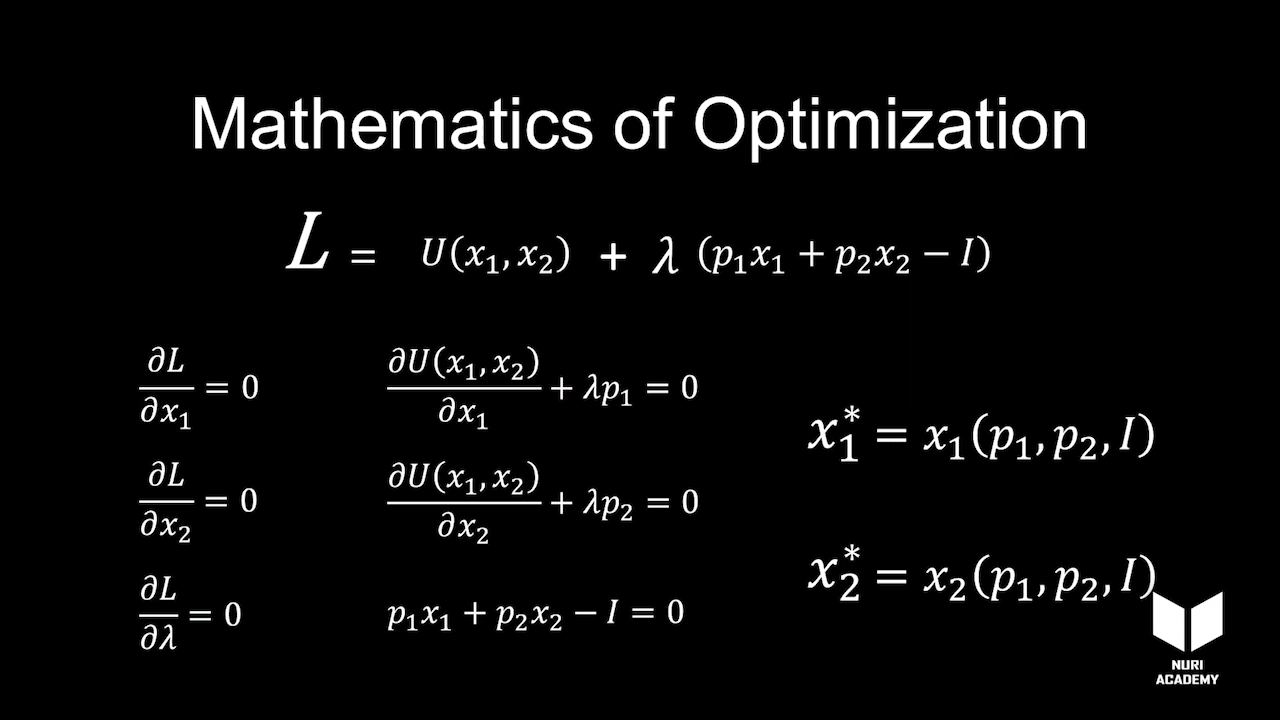 Mathematics of Optimization
L = U(x₁, x₂) + λ (p₁x₁ + p₂x₂ − I)
∂L/∂x₁ = 0
∂U(x₁, x₂)/∂x₁ + λp₁ = 0
∂L/∂x₂ = 0
∂U(x₁, x₂)/∂x₂ + λp₂ = 0
∂L/∂λ = 0
p₁x₁ + p₂x₂ − I = 0
x₁* = x₁(p₁, p₂, I)
x₂* = x₂(p₁, p₂, I)
NURI
ACADEMY